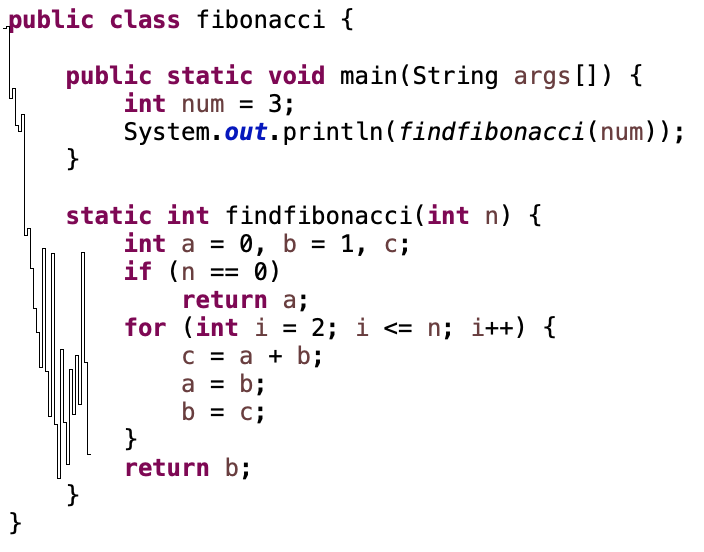 public class fibonacci {
public static void main(String args[]) {
int num = 3;
System.out.println(findfibonacci(num));
}
static int findfibonacci(int n) {
int a = 0, b = 1, c;
if (n == 0)
return a;
for (int i = 2; i <= n; i++) {
c = a + b;
a = b;
b = c;
}
return b;
}
}